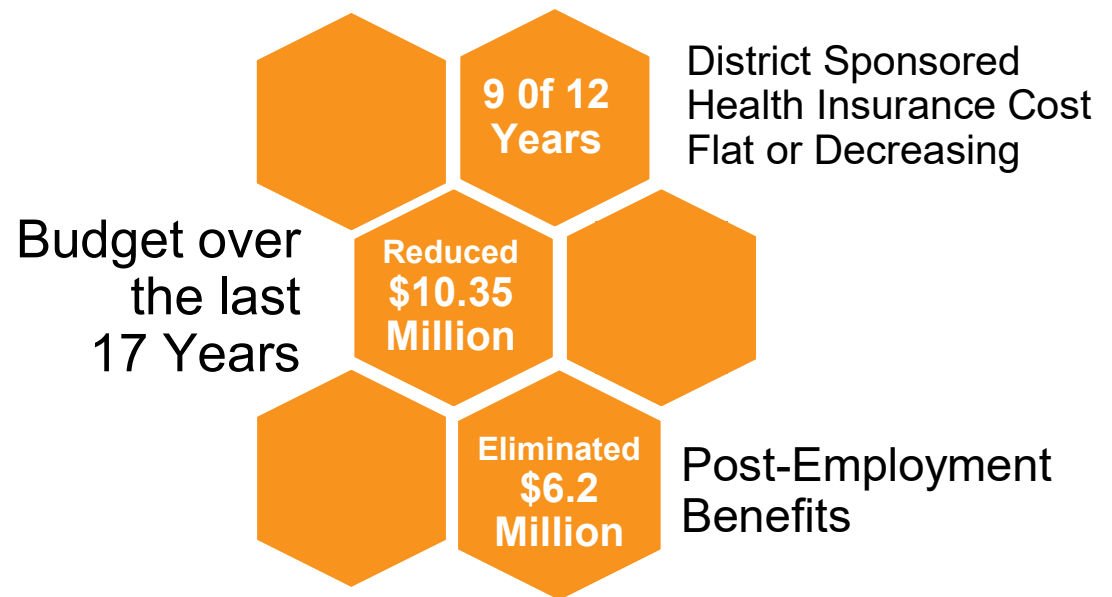 9 0f 12
Years
District Sponsored
Health Insurance Cost
Flat or Decreasing
Budget over
the last
17 Years
Reduced
$10.35
Million
Eliminated
$6.2
Million
Post-Employment
Benefits